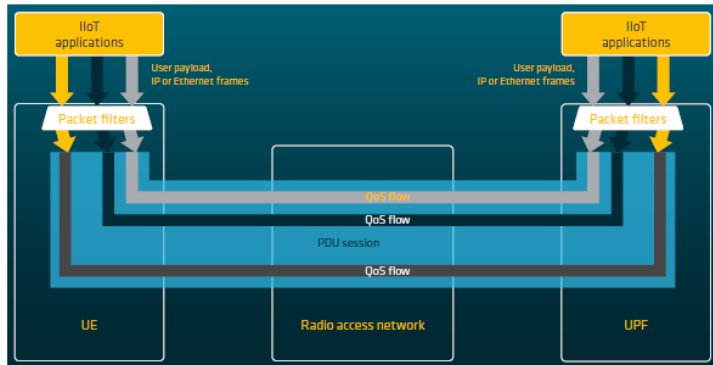 IIoT
applications
IIoT
applications
User payload,
IP or Ethernet frames
User payload,
IP or Ethernet frames
Packet filters
Packet filters
QoS flow
QoS flow
PDU session
QoS flow
UE
Radio access network
UPF